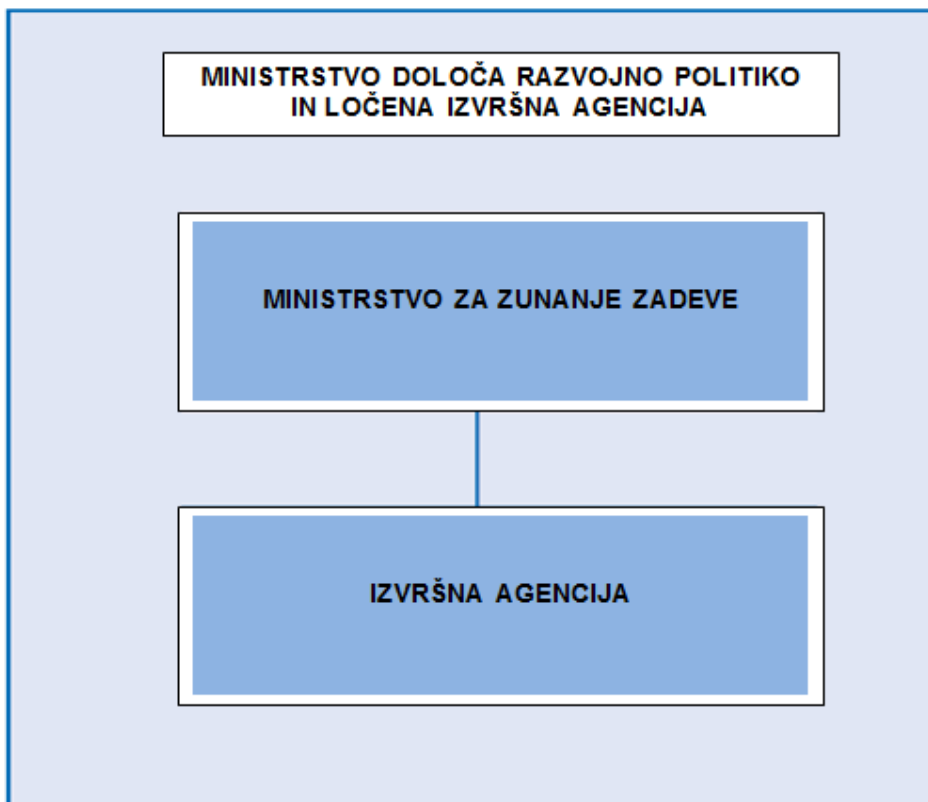 MINISTRSTVO DOLOČA RAZVOJNO POLITIKO
IN LOČENA IZVRŠNA AGENCIJA
MINISTRSTVO ZA ZUNANJE ZADEVE
IZVRŠNA AGENCIJA